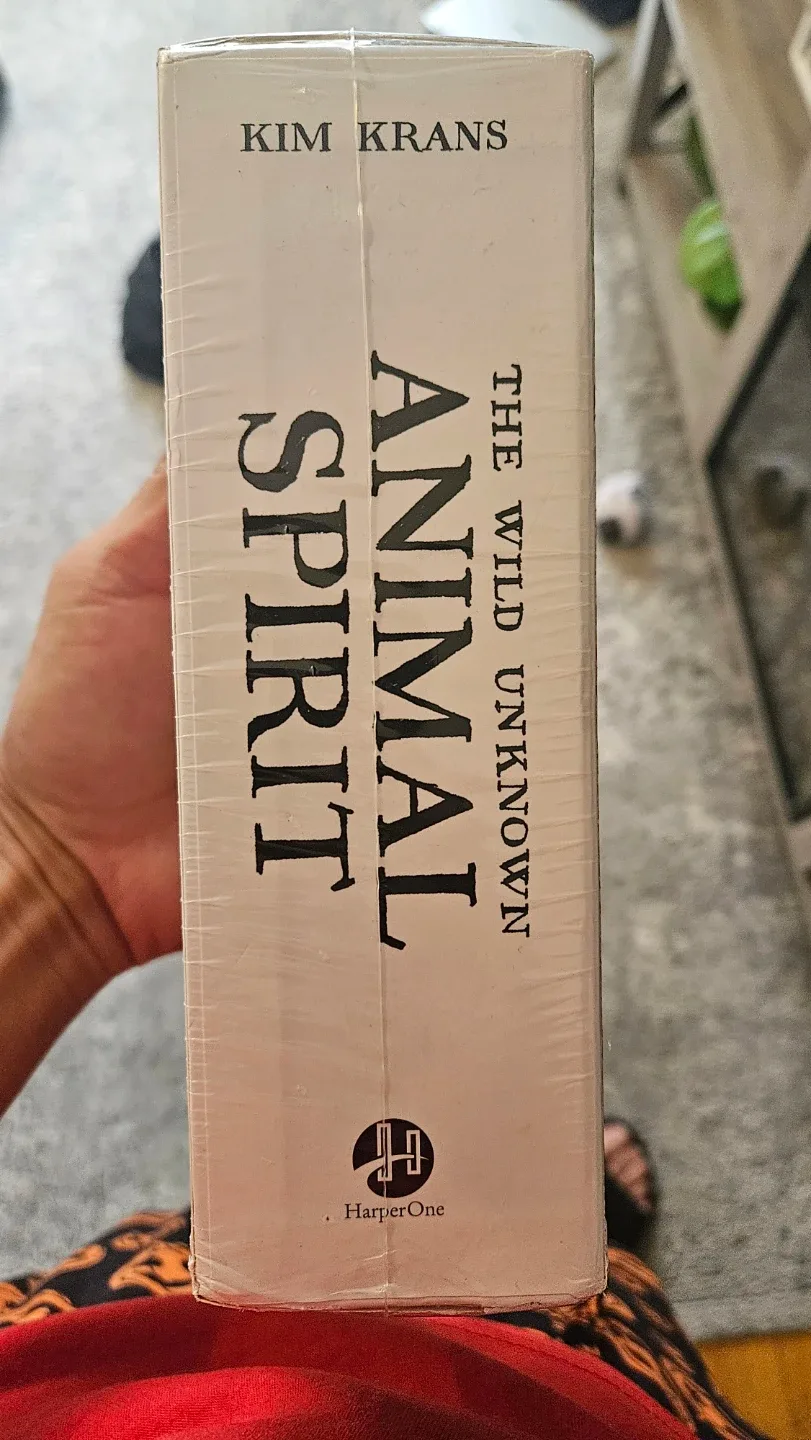 KIM KRANS
THE WILD UNKNOWN
ANIMAL
SPIRIT
HarperOne